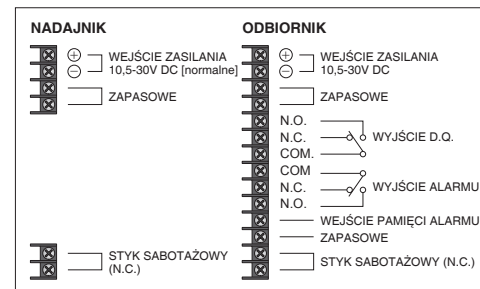 NADAJNIK
⊕ WEJŚCIE ZASILANIA
⊖ 10,5-30V DC [normalne]
ZAPASOWE
STYK SABOTAŻOWY
(N.C.)
ODBIORNIK
⊕ WEJŚCIE ZASILANIA
⊖ 10,5-30V DC
ZAPASOWE
N.O.
N.C. WYJŚCIE D.Q.
COM.
COM
N.C. WYJŚCIE ALARMU
N.O.
WEJŚCIE PAMIĘCI ALARMU
ZAPASOWE
STYK SABOTAŻOWY (N.C.)